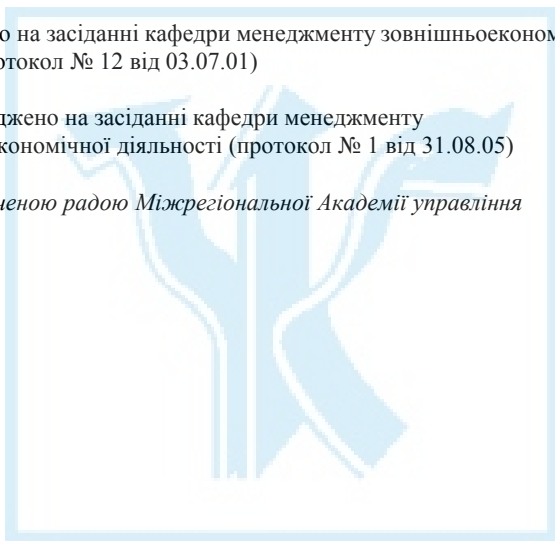 о на засіданні кафедри менеджменту зовнішньоеконом
отокол № 12 від 03.07.01)
джено на засіданні кафедри менеджменту
кономічної діяльності (протокол № 1 від 31.08.05)
ченою радою Міжрегіональної Академії управління